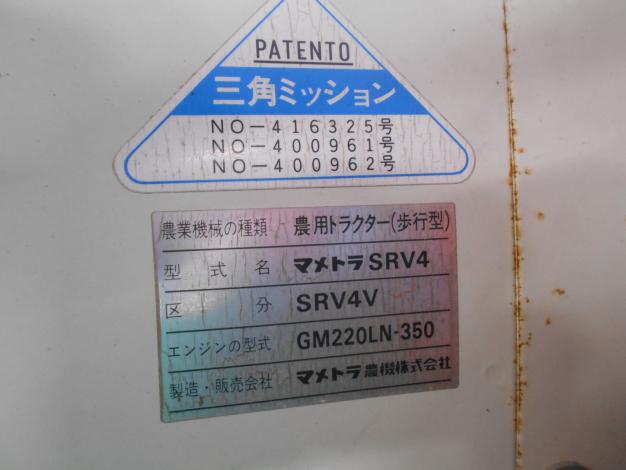 PATENTO
三角ミッション
NO-416325号
NO-400961号
NO-400962号
農業機械の種類 農用トラクター(歩行型)
型式名 マメトラSRV4
区分 SRV4V
エンジンの型式 GM220LN-350
製造・販売会社 マメトラ農機株式会社